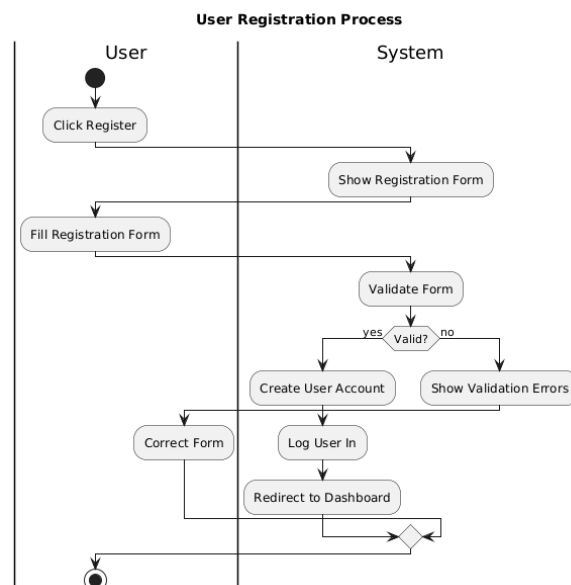 User Registration Process
User
System
Click Register
Show Registration Form
Fill Registration Form
Validate Form
yes
Valid?
no
Create User Account
Show Validation Errors
Correct Form
Log User In
Redirect to Dashboard